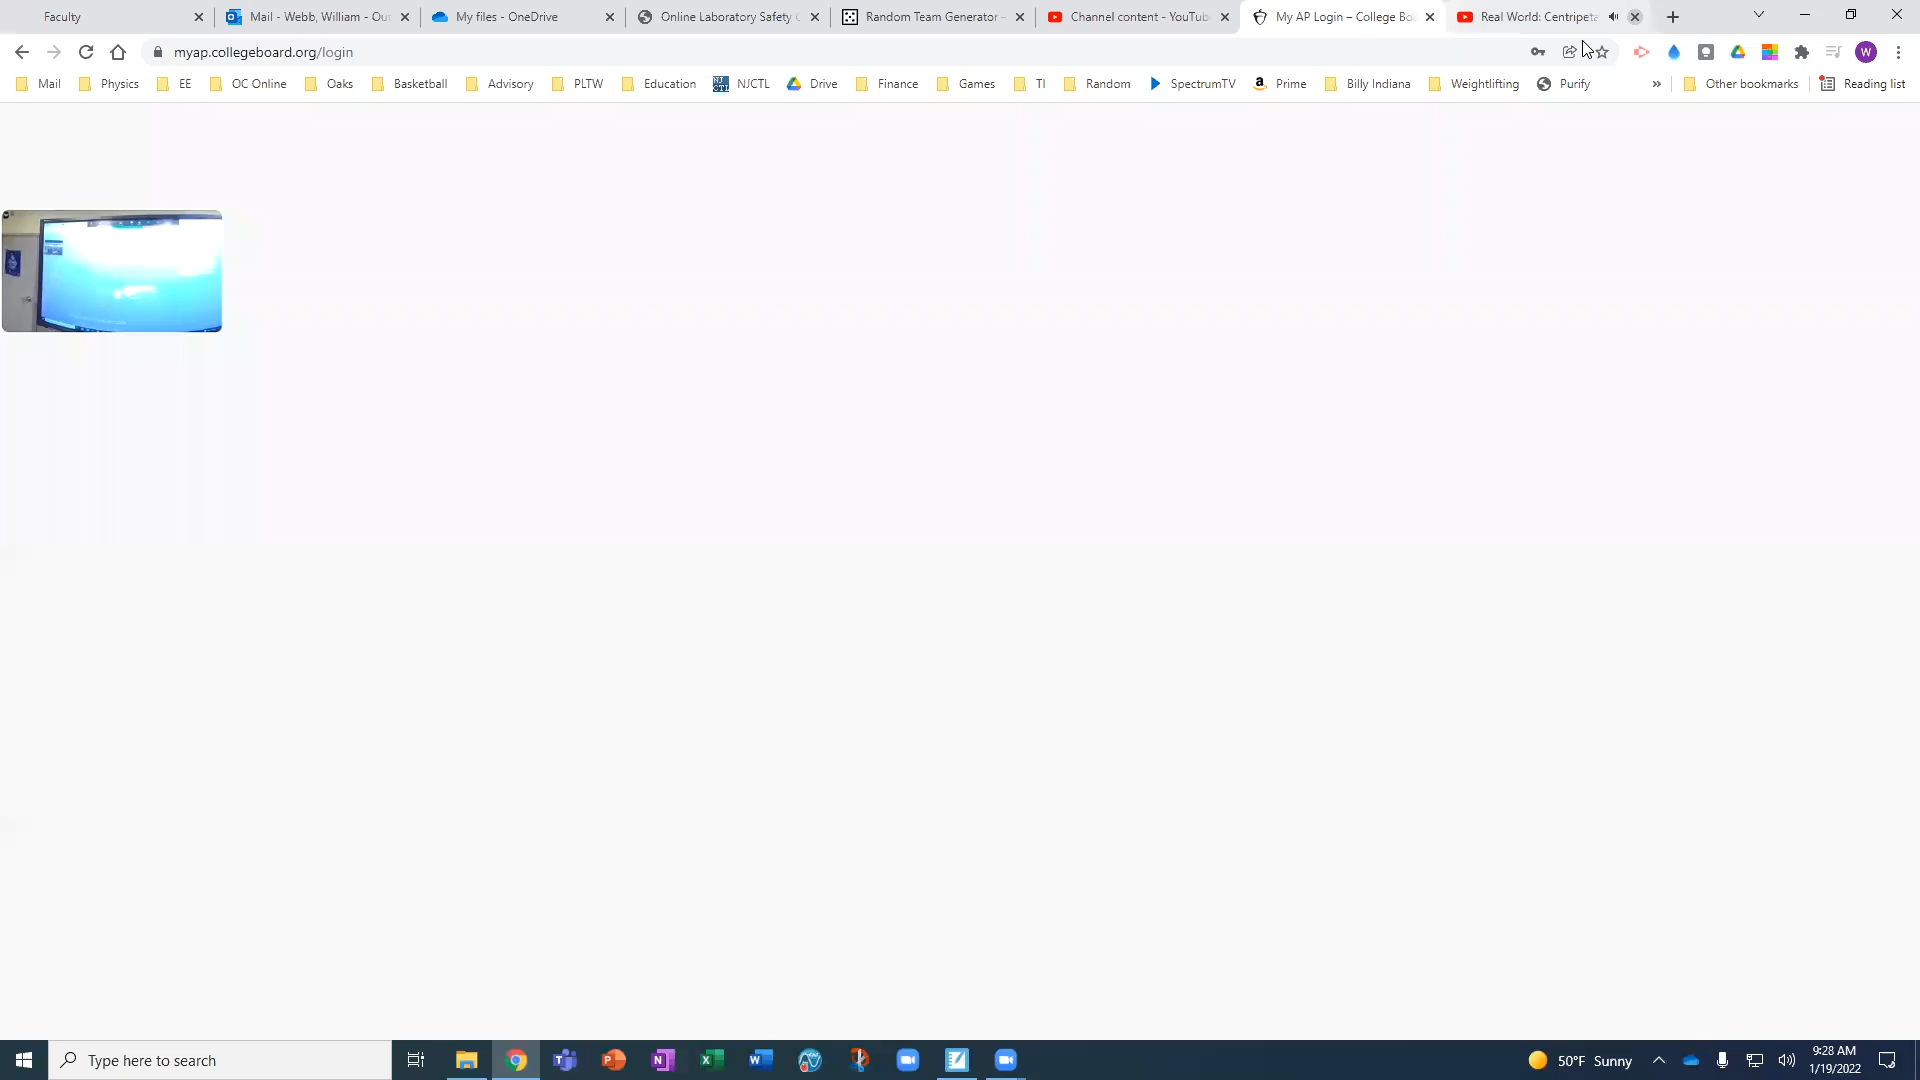 Faculty
Mail - Webb, William - Ou
My files - OneDrive
Online Laboratory Safety
Random Team Generator -
Channel content - YouTub
My AP Login – College Bo
Real World: Centripeta
myap.collegeboard.org/login
W
Mail
Physics
EE
OC Online
Oaks
Basketball
Advisory
PLTW
Education
NJCTL
Drive
Finance
Games
TI
Random
SpectrumTV
Prime
Billy Indiana
Weightlifting
Purify
»
Other bookmarks
Reading list
Type here to search
50°F Sunny
9:28 AM
1/19/2022